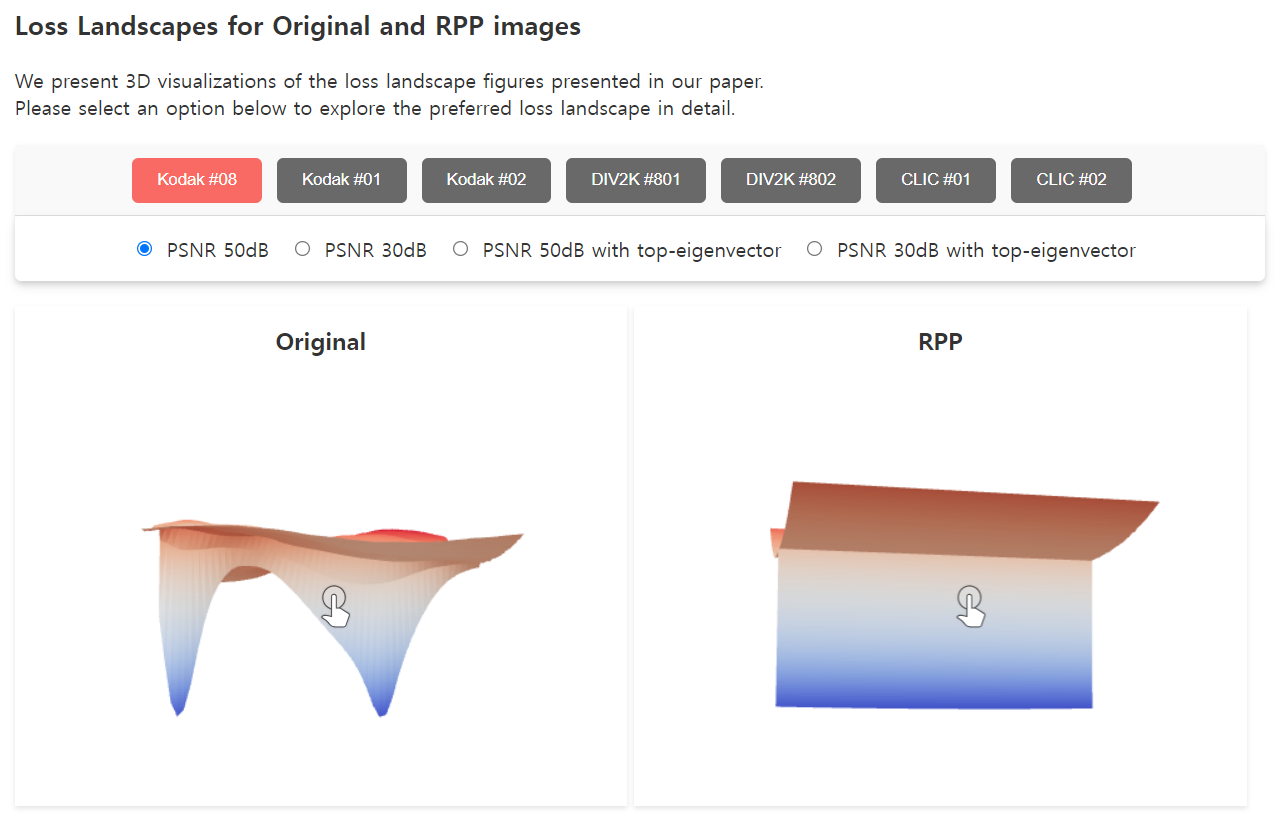 Loss Landscapes for Original and RPP images
We present 3D visualizations of the loss landscape figures presented in our paper.
Please select an option below to explore the preferred loss landscape in detail.
Kodak #08 Kodak #01 Kodak #02 DIV2K #801 DIV2K #802 CLIC #01 CLIC #02
PSNR 50dB PSNR 30dB PSNR 50dB with top-eigenvector PSNR 30dB with top-eigenvector
Original RPP